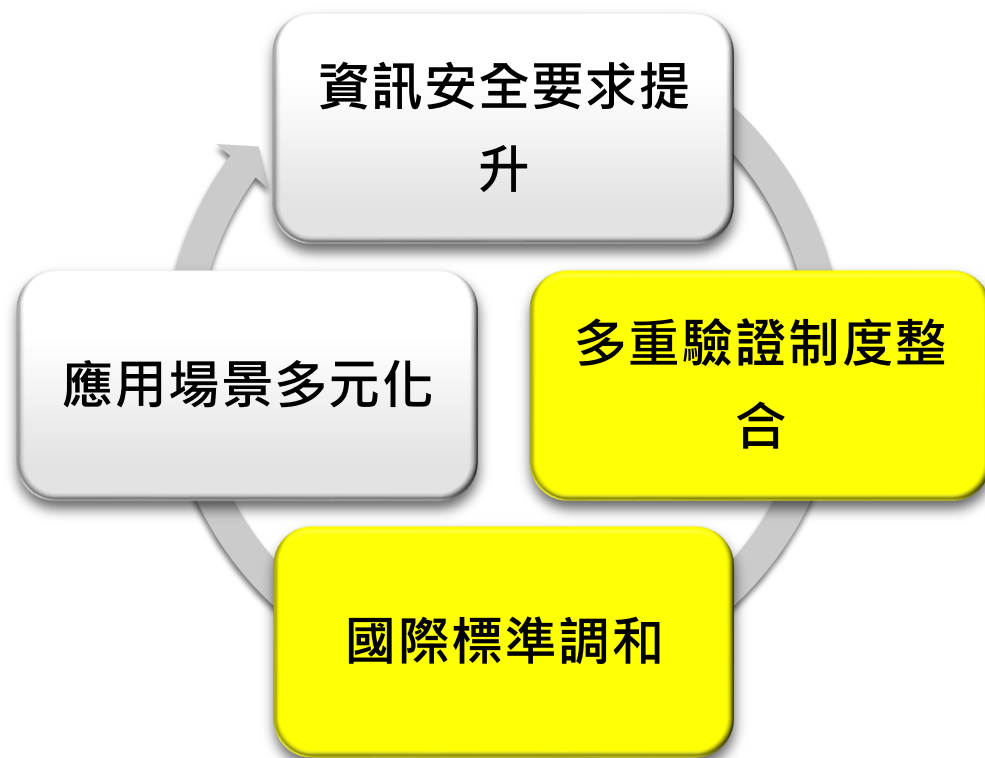 資訊安全要求提
升
多重驗證制度整
合
國際標準調和
應用場景多元化